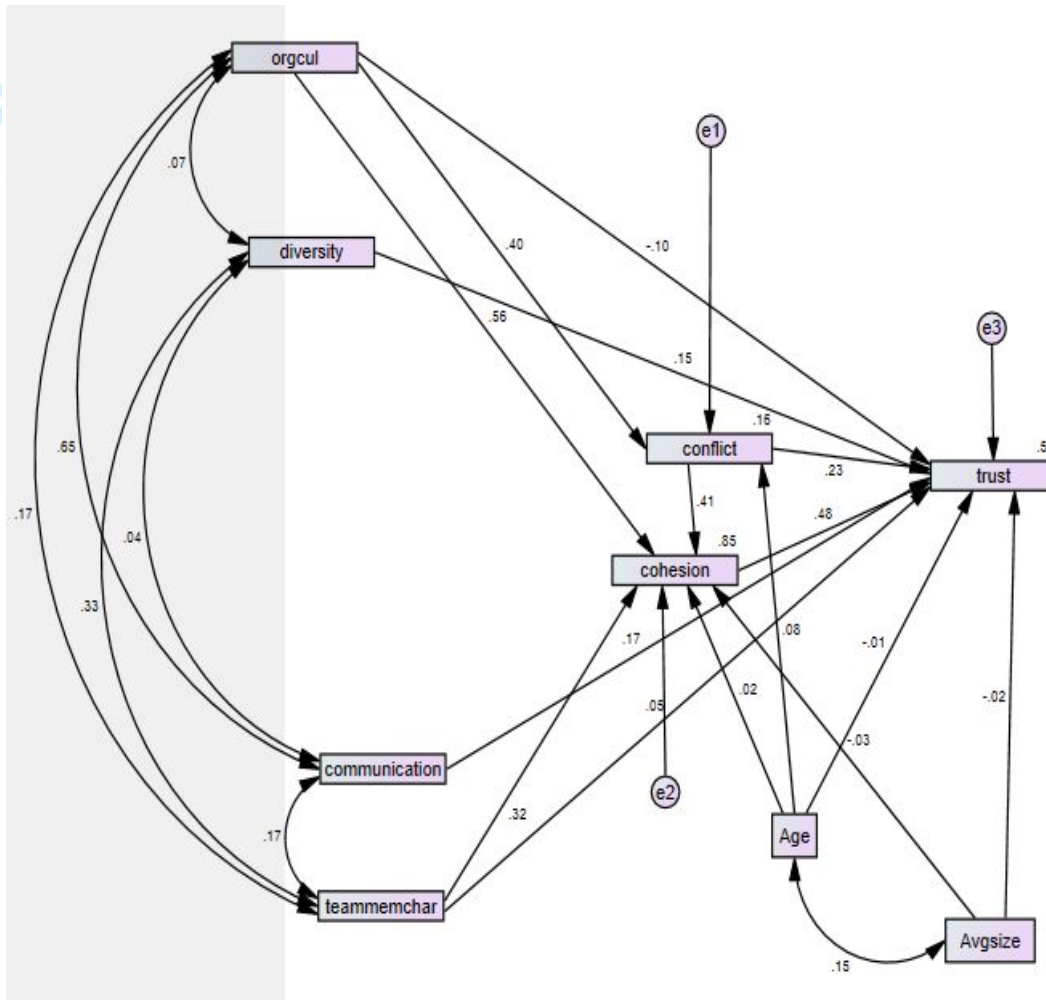 orgcul
e1
.07
.40
-.10
diversity
.56
e3
.15
.16
conflict
.23
trust
.65
.41
.48
.17
.04
.85
cohesion
.33
.17
.08
-.01
.02
.05
-.02
-.03
communication
e2
.32
.17
Age
teammemchar
Avgsize
.15